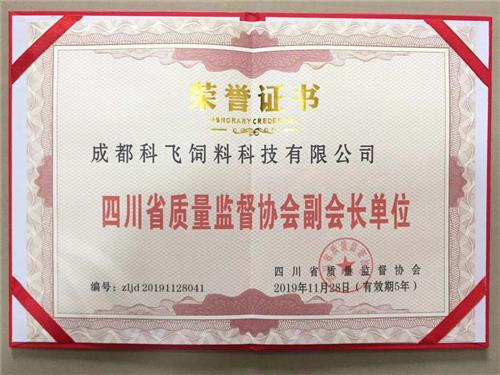 荣誉证书
HONORARY CREDENTIAL
成都科飞饲料科技有限公司
四川省质量监督协会副会长单位
四川省质量监督协会
编号：zljd 20191128041
2019年11月28日（有效期5年）